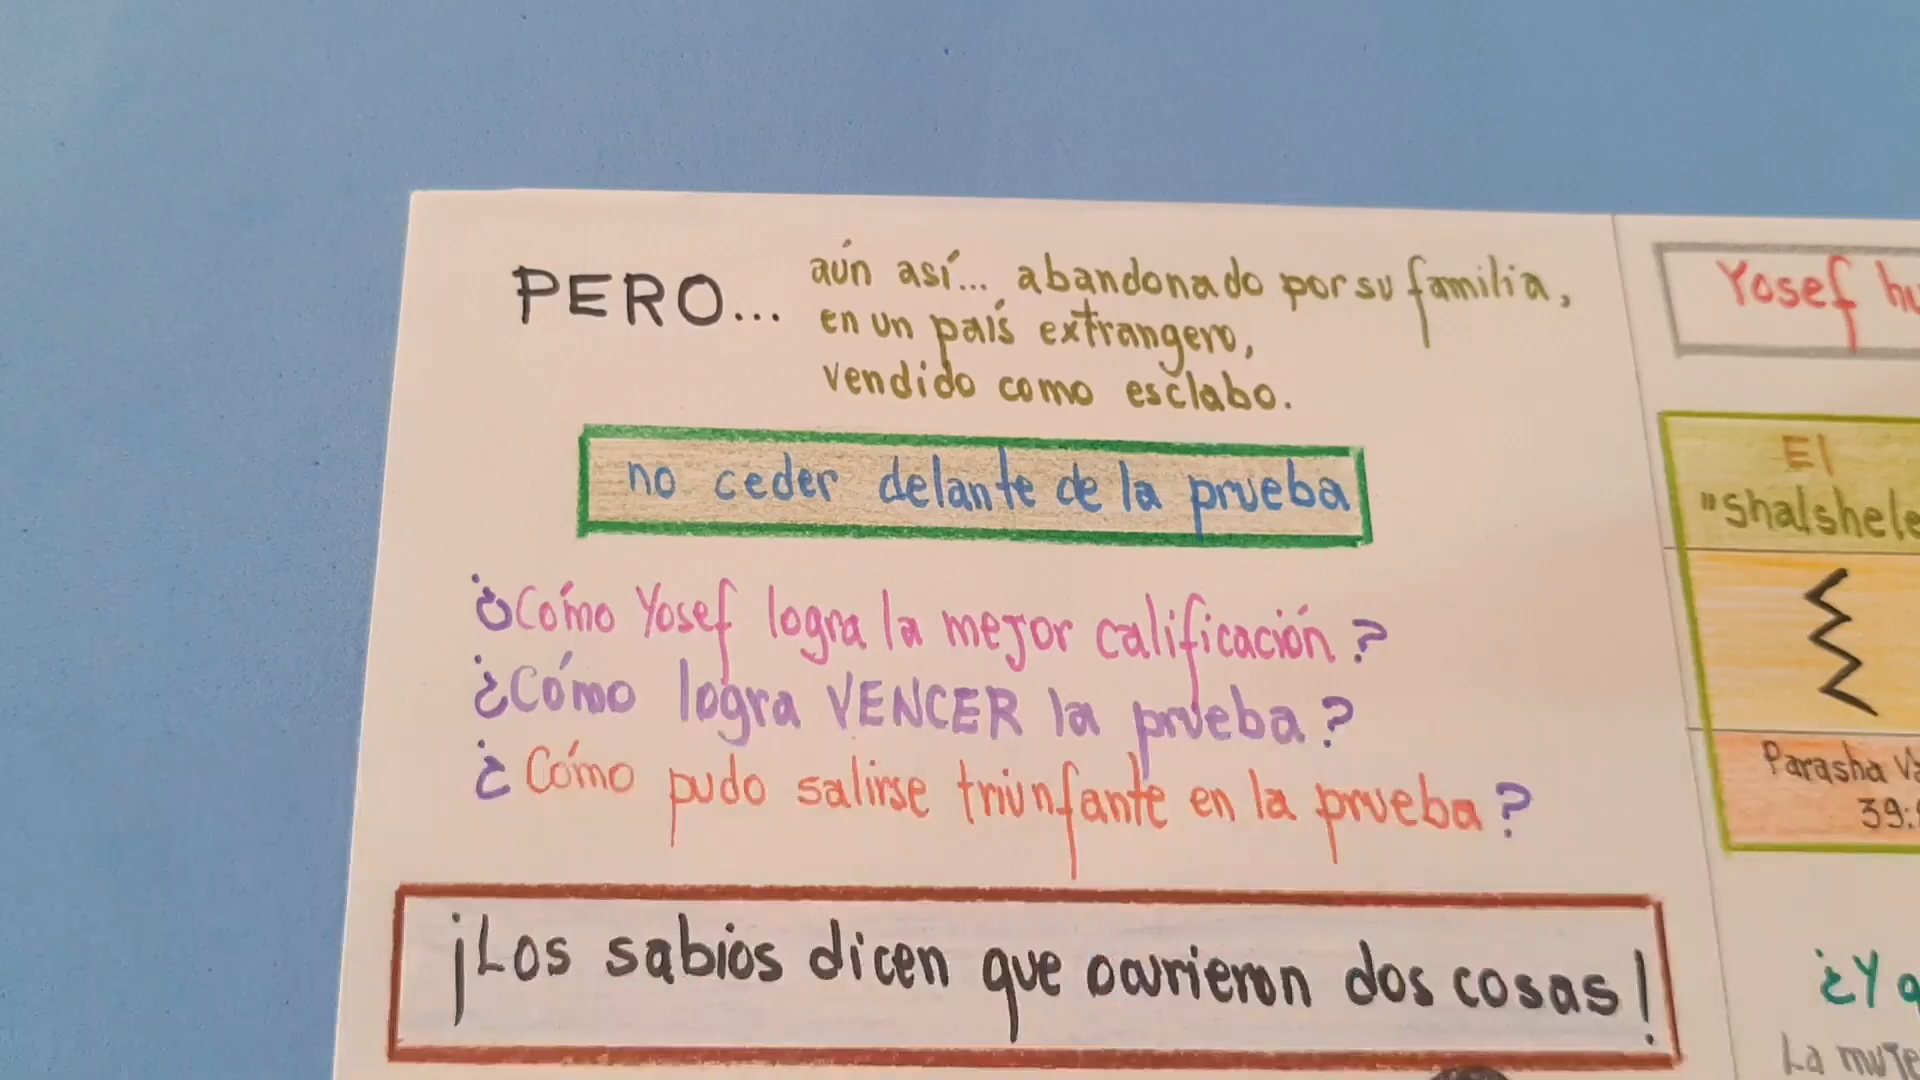 PERO...
aún así... abandonado por su familia,
en un país extrangero,
vendido como esclabo.
no ceder delante de la prueba
¿Cómo Yosef logra la mejor calificación?
¿Cómo logra VENCER la prueba?
¿Cómo pudo salirse triunfante en la prueba?
¡Los sabios dicen que ocurrieron dos cosas!
Yosef
El
"shalshele
Parasha
39:
¿Y
La